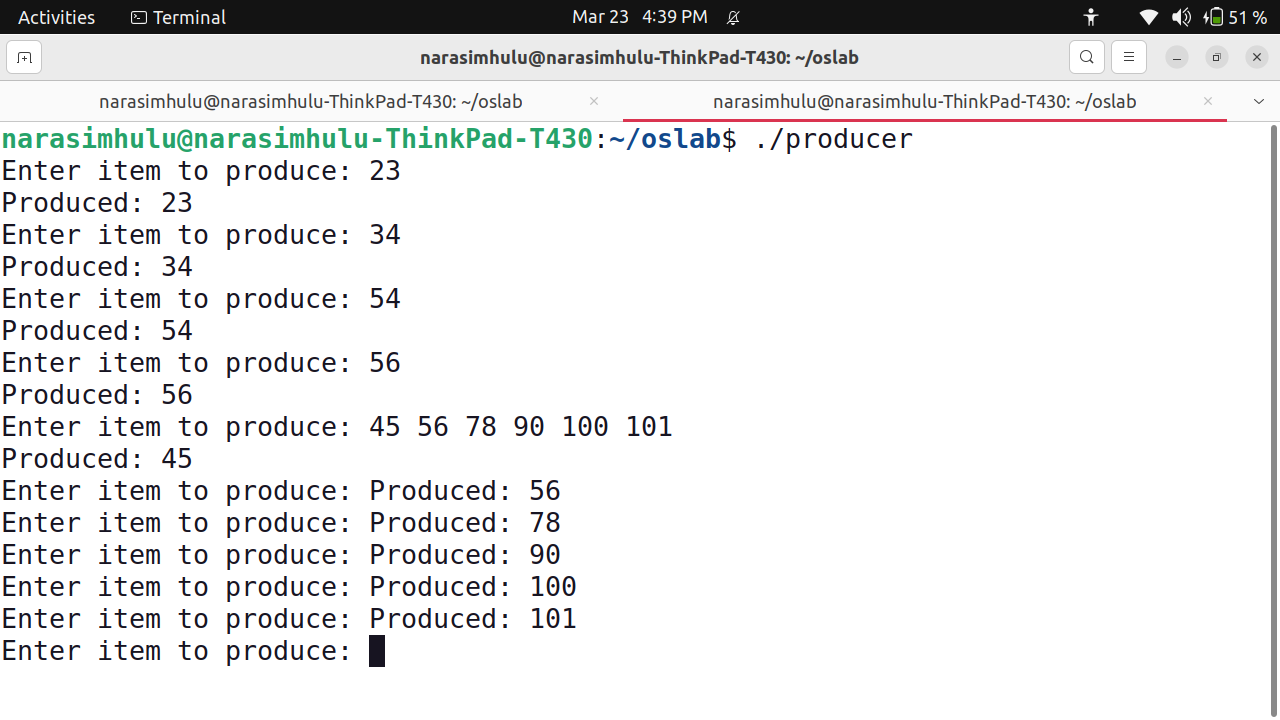 Activities Terminal Mar 23 4:39 PM 51 %
narasimhulu@narasimhulu-ThinkPad-T430: ~/oslab
narasimhulu@narasimhulu-ThinkPad-T430: ~/oslab × narasimhulu@narasimhulu-ThinkPad-T430: ~/oslab ×
narasimhulu@narasimhulu-ThinkPad-T430:~/oslab$ ./producer
Enter item to produce: 23
Produced: 23
Enter item to produce: 34
Produced: 34
Enter item to produce: 54
Produced: 54
Enter item to produce: 56
Produced: 56
Enter item to produce: 45 56 78 90 100 101
Produced: 45
Enter item to produce: Produced: 56
Enter item to produce: Produced: 78
Enter item to produce: Produced: 90
Enter item to produce: Produced: 100
Enter item to produce: Produced: 101
Enter item to produce: